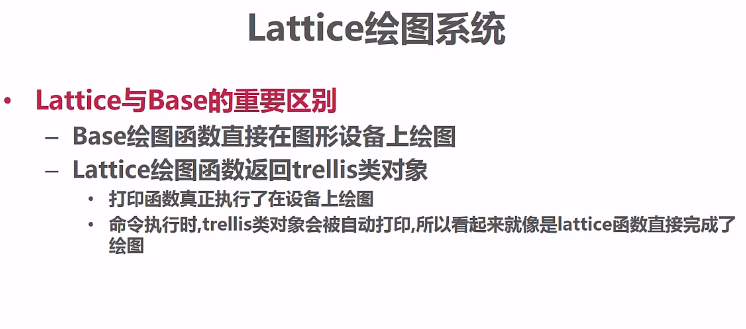 Lattice绘图系统
• Lattice与Base的重要区别
– Base绘图函数直接在图形设备上绘图
– Lattice绘图函数返回trellis类对象
• 打印函数真正执行了在设备上绘图
• 命令执行时,trellis类对象会被自动打印,所以看起来就像是lattice函数直接完成了
绘图